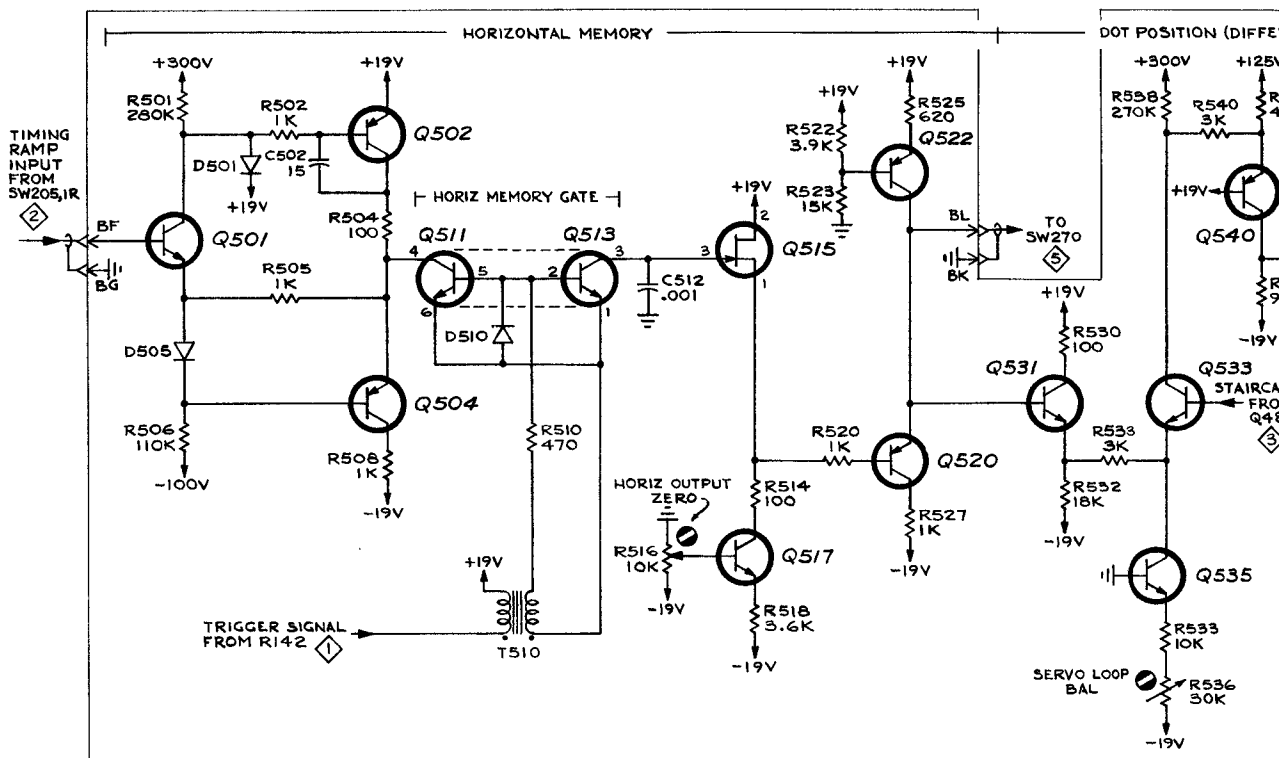 HORIZONTAL MEMORY
DOT POSITION (DIFFE
+300V
R501
280K
R502
1K
+19V
Q502
C502
15
D501
+19V
TIMING
RAMP
INPUT
FROM
SW205,1R
2
BF
BG
Q501
R504
100
R505
1K
D505
R506
110K
-100V
Q504
R508
1K
-19V
HORIZ MEMORY GATE
Q511
Q513
4
5
6
2
3
1
D510
R510
470
C512
.001
+19V
T510
TRIGGER SIGNAL
FROM R142
1
+19V
2
3
1
Q515
+19V
R522
3.9K
R523
15K
+19V
R525
620
Q522
BL
BK
TO
SW270
5
R520
1K
Q520
R527
1K
-19V
R514
100
HORIZ OUTPUT
ZERO
R516
10K
-19V
Q517
R518
3.6K
-19V
+19V
R530
100
Q531
R533
3K
R532
18K
-19V
+300V
R538
270K
R540
3K
+125V
R
4
+19V
Q540
R
9
-19V
Q533
STAIRCA
FRO
Q48
3
Q535
R533
10K
SERVO LOOP
BAL
R536
30K
-19V